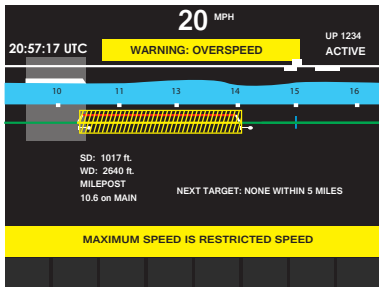 20 MPH
UP 1234
20:57:17 UTC
WARNING: OVERSPEED
ACTIVE
10 11 12 13 14 15 16
SD: 1017 ft.
WD: 2640 ft.
MILEPOST
10.6 on MAIN
NEXT TARGET: NONE WITHIN 5 MILES
MAXIMUM SPEED IS RESTRICTED SPEED